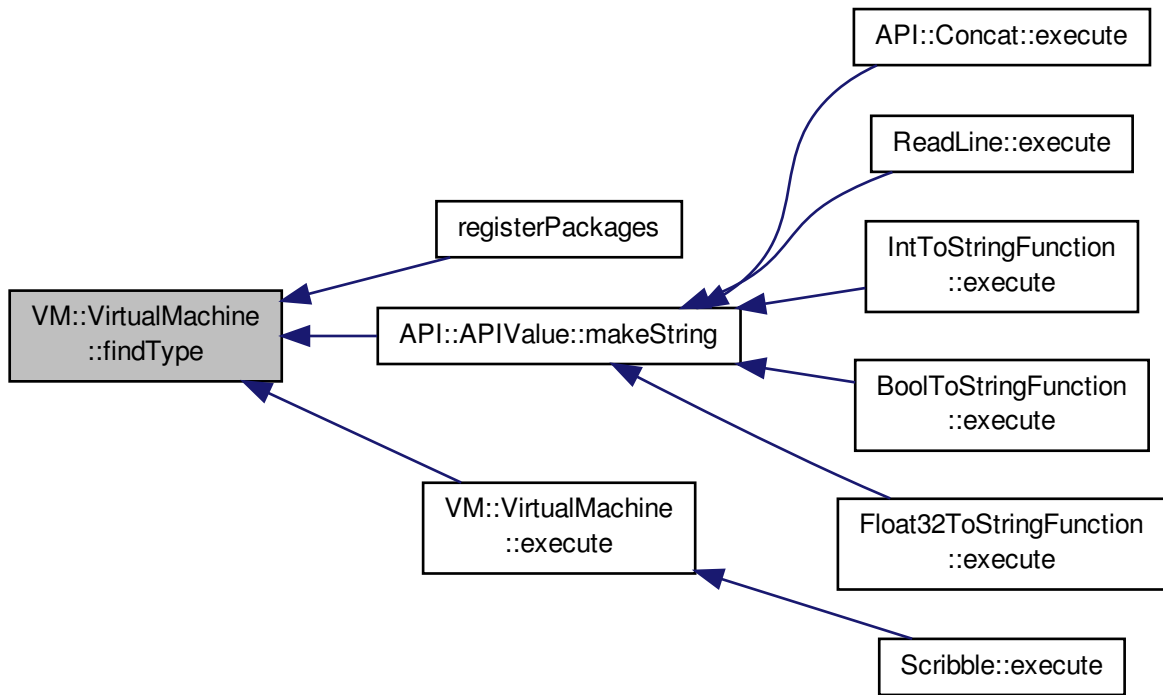 API::Concat::execute
ReadLine::execute
registerPackages
IntToStringFunction
::execute
VM::VirtualMachine
::findType
API::APIValue::makeString
BoolToStringFunction
::execute
VM::VirtualMachine
::execute
Float32ToStringFunction
::execute
Scribble::execute